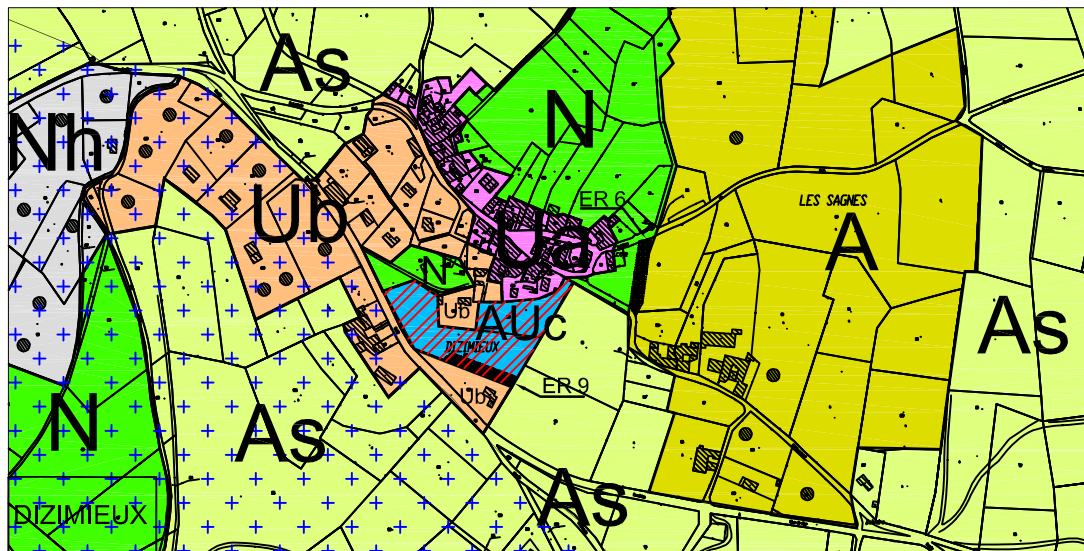 As
N
Nh
ER 6
Ub
Ua
LES SAGNES
A
N
Ub
AUc
DIZIMIEUX
As
ER 9
Ub
N
As
As
DIZIMIEUX